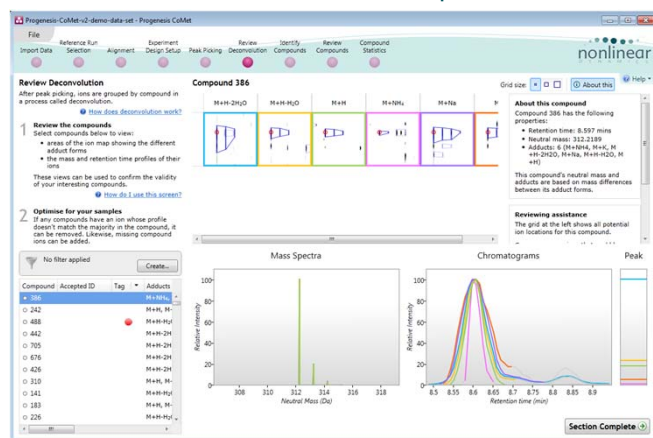 Progenesis-CoMet-v2-demo-data-set - Progenesis CoMet
File
Import Data
Reference Run Selection
Alignment
Experiment Design Setup
Peak Picking
Review Deconvolution
Identify Compounds
Review Compounds
Compound Statistics
nonlinear
DYNAMICS
Review Deconvolution
After peak picking, ions are grouped by compound in
a process called deconvolution.
How does deconvolution work?
1 Review the compounds
Select compounds below to view:
• areas of the ion map showing the different
adduct forms
• the mass and retention time profiles of their
ions
These views can be used to confirm the validity
of your interesting compounds.
How do I use this screen?
2 Optimise for your samples
If any compounds have an ion whose profile
doesn't match the majority in the compound, it
can be removed. Likewise, missing compound
ions can be added.
No filter applied
Create...
Compound Accepted ID Tag Adducts
386 M+NH₄,
242 M+H, M-
488 M+H-H₂
442 M+H-2H
705 M+H-2H
676 M+H-2H
426 M+H-2H
310 M+H, M-
141 M+H-H₂
183 M+H, M-
226 M+H-H₂
Compound 386
Grid size:
About this
Help
M+H-2H₂O M+H-H₂O M+H M+NH₄ M+Na
About this compound
Compound 386 has the following
properties:
• Retention time: 8.597 mins
• Neutral mass: 312.2189
• Adducts: 6 (M+NH4, M+K, M
+H-2H2O, M+Na, M+H-H2O, M
+H)
This compound's neutral mass and
adducts are based on mass differences
between its adduct forms.
Reviewing assistance
The grid at the left shows all potential
ion locations for this compound.
Mass Spectra
Relative Intensity
100
80
60
40
20
0
308 310 312 314 316 318
Neutral Mass (Da)
Chromatograms
Relative Intensity
100
80
60
40
20
0
8.5 8.55 8.6 8.65 8.7 8.75 8.8 8.85 8.9
Retention time (min)
Peak
Section Complete